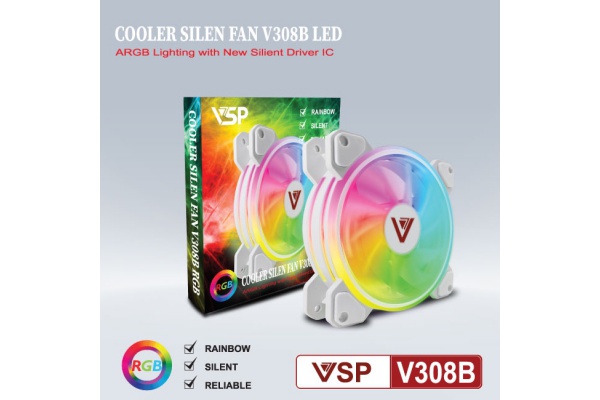 COOLER SILEN FAN V308B LED
ARGB Lighting with New Silient Driver IC
VSP
RAINBOW
SILENT
COOLER SILEN FAN V308B RGB
COOLER SILEN FAN V30
RGB
V
RGB
RAINBOW
SILENT
RELIABLE
VSP
V308B